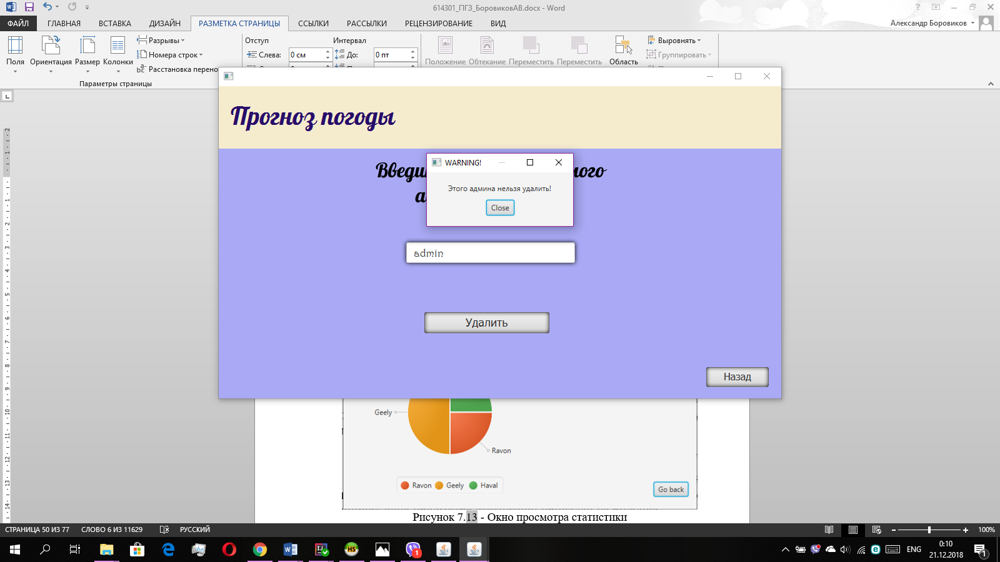 614301_ПГЗ_БоровиковАВ.docx - Word
ФАЙЛ ГЛАВНАЯ ВСТАВКА ДИЗАЙН РАЗМЕТКА СТРАНИЦЫ ССЫЛКИ РАССЫЛКИ РЕЦЕНЗИРОВАНИЕ ВИД Александр Боровиков
Поля Ориентация Размер Колонки
Разрывы
Номера строк
Расстановка перено
Параметры страницы
Отступ Интервал
Слева: 0 см До: 0 пт
Положение Обтекание Переместить Переместить Область
Выровнять
Группировать
Прогноз погоды
WARNING!
Этого админа нельзя удалить!
Close
admin
Удалить
Назад
Geely
Ravon
Ravon Geely Haval
Go back
Рисунок 7.13 - Окно просмотра статистики
СТРАНИЦА 50 ИЗ 77 СЛОВО 6 ИЗ 11629 РУССКИЙ 100%
ENG
0:10
21.12.2018